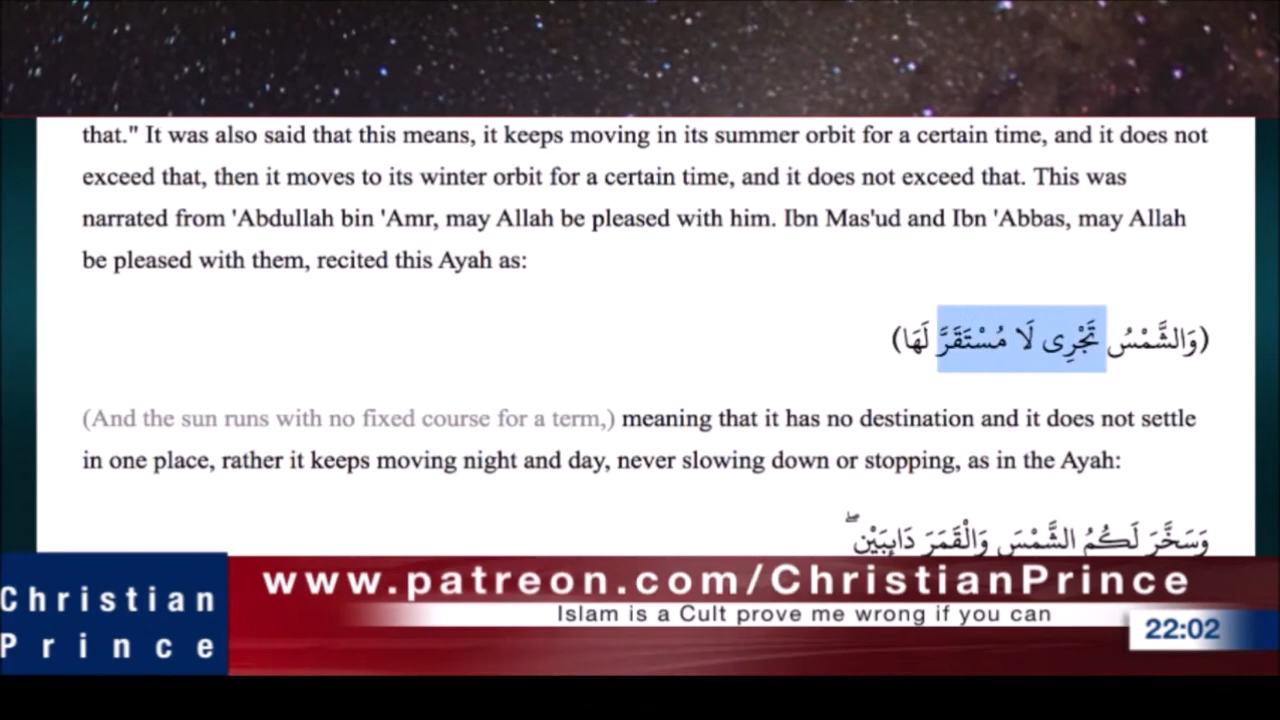 that." It was also said that this means, it keeps moving in its summer orbit for a certain time, and it does not
exceed that, then it moves to its winter orbit for a certain time, and it does not exceed that. This was
narrated from 'Abdullah bin 'Amr, may Allah be pleased with him. Ibn Mas'ud and Ibn 'Abbas, may Allah
be pleased with them, recited this Ayah as:
(وَالشَّمْسُ تَجْرِى لَا مُسْتَقَرَّ لَهَا)
(And the sun runs with no fixed course for a term,) meaning that it has no destination and it does not settle
in one place, rather it keeps moving night and day, never slowing down or stopping, as in the Ayah:
وَسَخَّرَ لَكُمُ الشَّمْسَ وَالْقَمَرَ دَآئِبَيْنِ ۖ
www.patreon.com/ChristianPrince
Islam is a Cult prove me wrong if you can
Christian
Prince
22:02